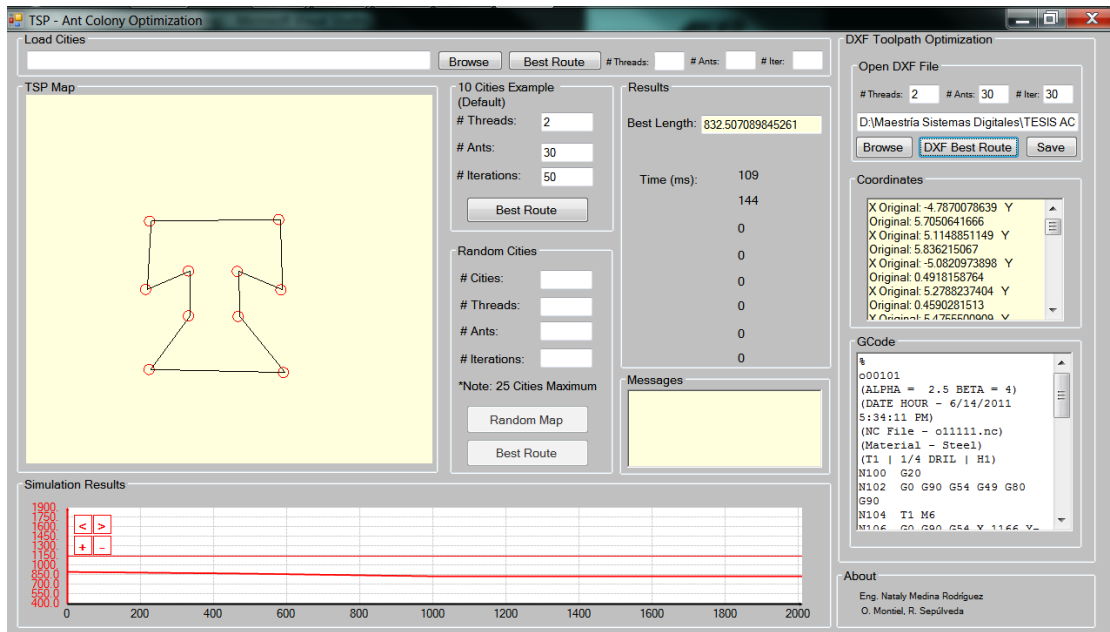 TSP - Ant Colony Optimization
Load Cities
Browse
Best Route
# Threads:
# Ants:
# Iter:
TSP Map
10 Cities Example
(Default)
# Threads: 2
# Ants: 30
# Iterations: 50
Best Route
Random Cities
# Cities:
# Threads:
# Ants:
# Iterations:
*Note: 25 Cities Maximum
Random Map
Best Route
Results
Best Length: 832.507089845261
Time (ms): 109
144
0
0
0
0
0
0
Messages
DXF Toolpath Optimization
Open DXF File
# Threads: 2 # Ants: 30 # Iter: 30
D:\Maestría Sistemas Digitales\TESIS AC
Browse
DXF Best Route
Save
Coordinates
X Original: -4.7870078639 Y
Original: 5.7050641666
X Original: 5.1148851149 Y
Original: 5.836215067
X Original: -5.0820973898 Y
Original: 0.4918158764
X Original: 5.2788237404 Y
Original: 0.4590281513
X Original: 5.4755500909 Y
GCode
%
o00101
(ALPHA = 2.5 BETA = 4)
(DATE HOUR - 6/14/2011
5:34:11 PM)
(NC File - o11111.nc)
(Material - Steel)
(T1 | 1/4 DRIL | H1)
N100 G20
N102 G0 G90 G54 G49 G80
G90
N104 T1 M6
N106 G0 G90 G54 X.1166 Y-
Simulation Results
1900.
1750.
1600.
1450.
1300.
1150.
1000.
850.0
700.0
550.0
400.0
< >
+ -
0 200 400 600 800 1000 1200 1400 1600 1800 2000
About
Eng. Nataly Medina Rodríguez
O. Montiel, R. Sepúlveda